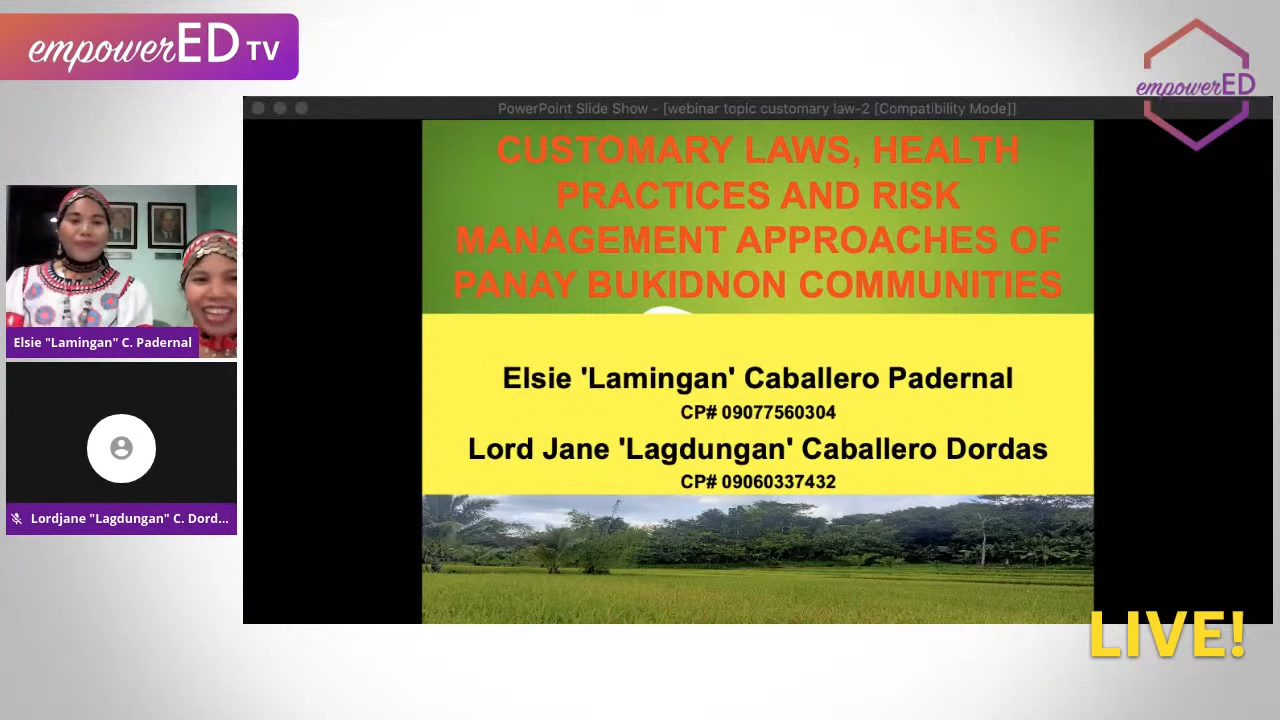 empowerED TV
empowerED
PowerPoint Slide Show - [webinar topic customary law-2 [Compatibility Mode]]
CUSTOMARY LAWS, HEALTH
PRACTICES AND RISK
MANAGEMENT APPROACHES OF
PANAY BUKIDNON COMMUNITIES
Elsie 'Lamingan' Caballero Padernal
CP# 09077560304
Lord Jane 'Lagdungan' Caballero Dordas
CP# 09060337432
Elsie "Lamingan" C. Padernal
Lordjane "Lagdungan" C. Dord...
LIVE!